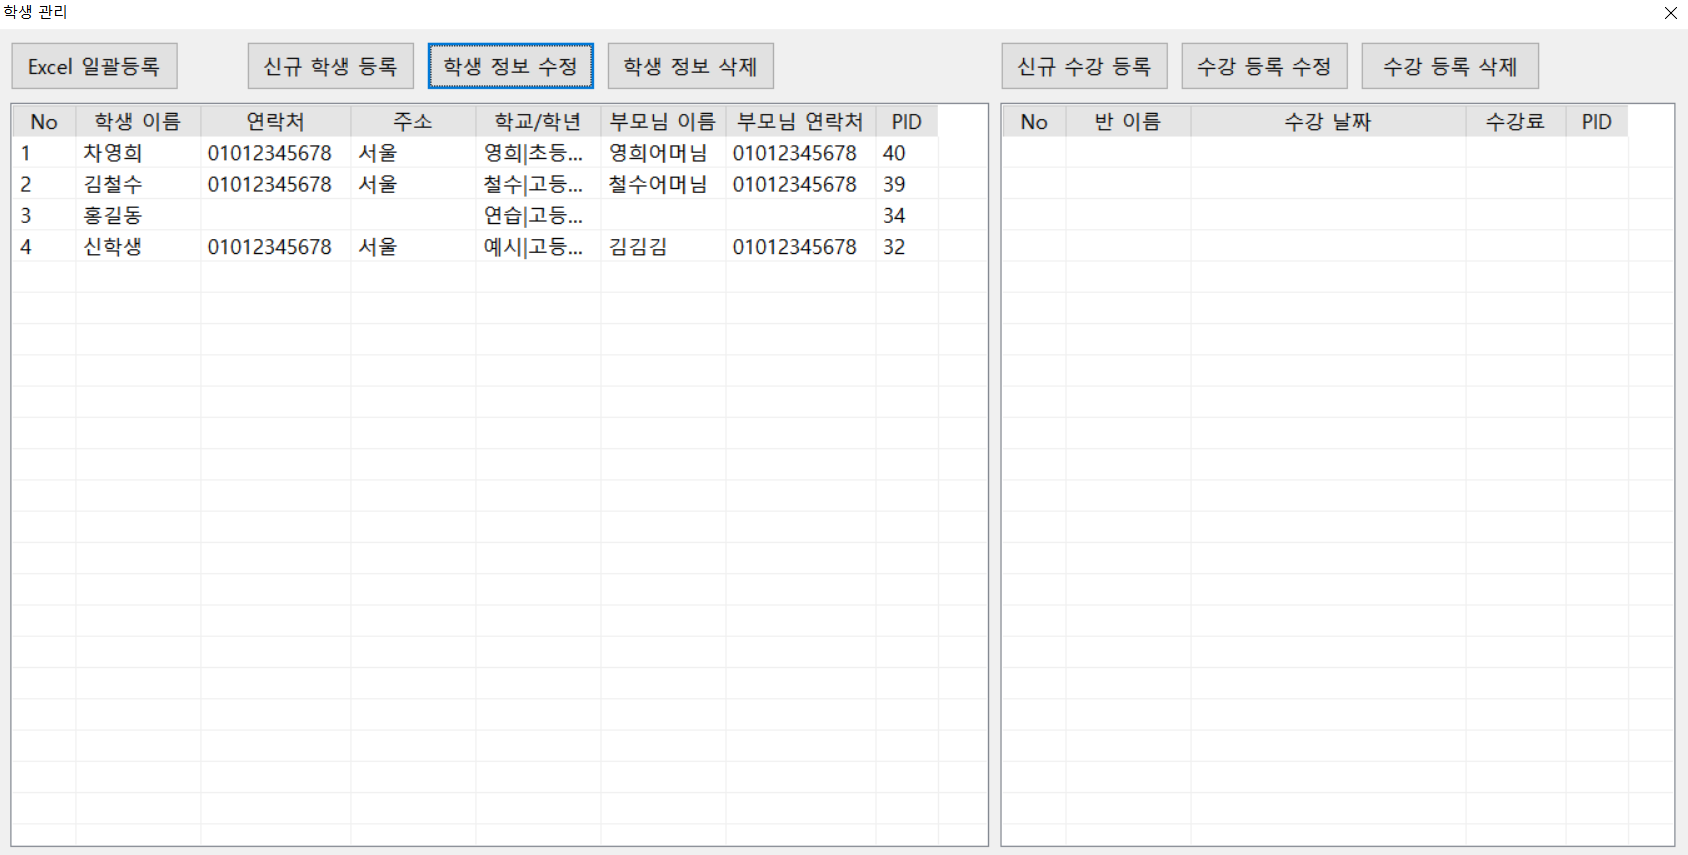 학생 관리
Excel 일괄등록 신규 학생 등록 학생 정보 수정 학생 정보 삭제 신규 수강 등록 수강 등록 수정 수강 등록 삭제
No 학생 이름 연락처 주소 학교/학년 부모님 이름 부모님 연락처 PID
1 차영희 01012345678 서울 영희|초등... 영희어머님 01012345678 40
2 김철수 01012345678 서울 철수|고등... 철수어머님 01012345678 39
3 홍길동 연습|고등... 34
4 신학생 01012345678 서울 예시|고등... 김김김 01012345678 32
No 반 이름 수강 날짜 수강료 PID